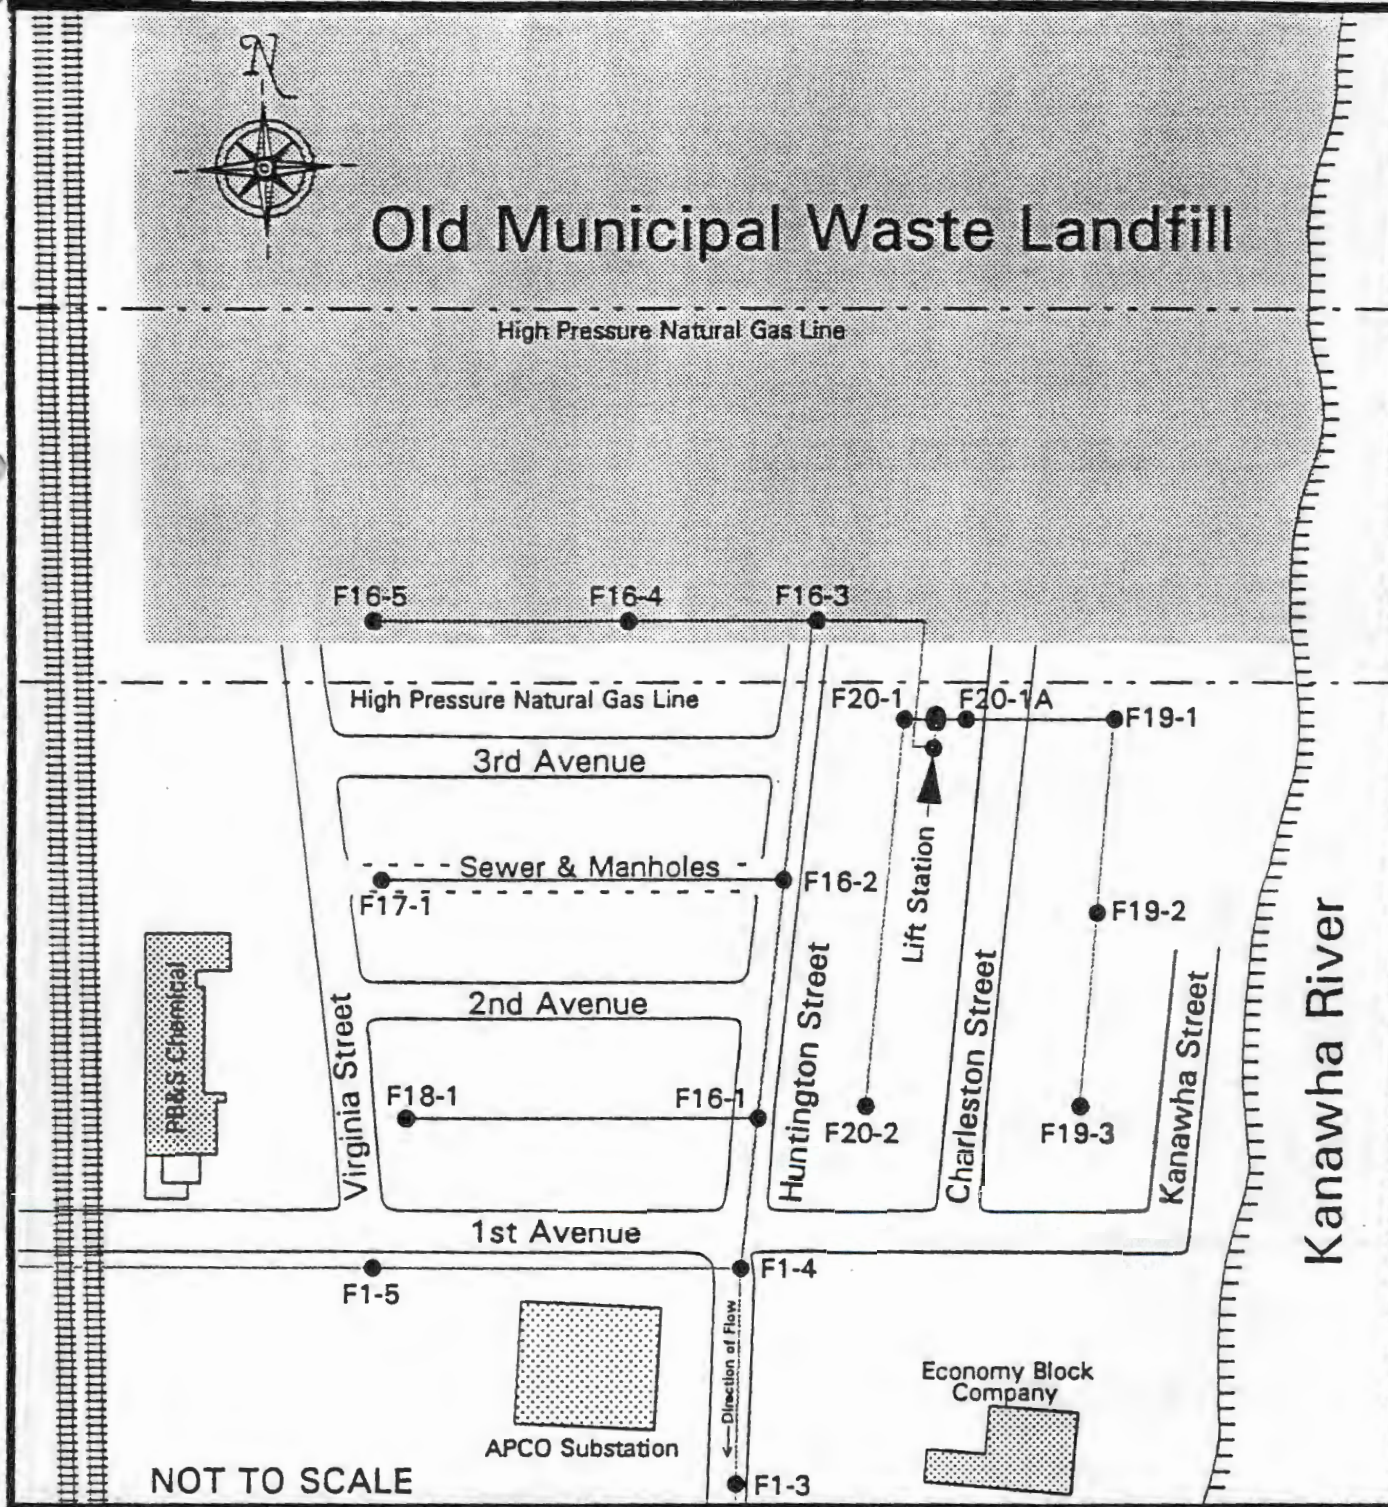 N
Old Municipal Waste Landfill
High Pressure Natural Gas Line
F16-5
F16-4
F16-3
High Pressure Natural Gas Line
F20-1
F20-1A
F19-1
3rd Avenue
Sewer & Manholes
F16-2
F17-1
Lift Station
F19-2
PB&S Chemical
Virginia Street
2nd Avenue
Huntington Street
Charleston Street
Kanawha Street
Kanawha River
F18-1
F16-1
F20-2
F19-3
1st Avenue
F1-5
F1-4
Direction of Flow
APCO Substation
Economy Block
Company
NOT TO SCALE
F1-3